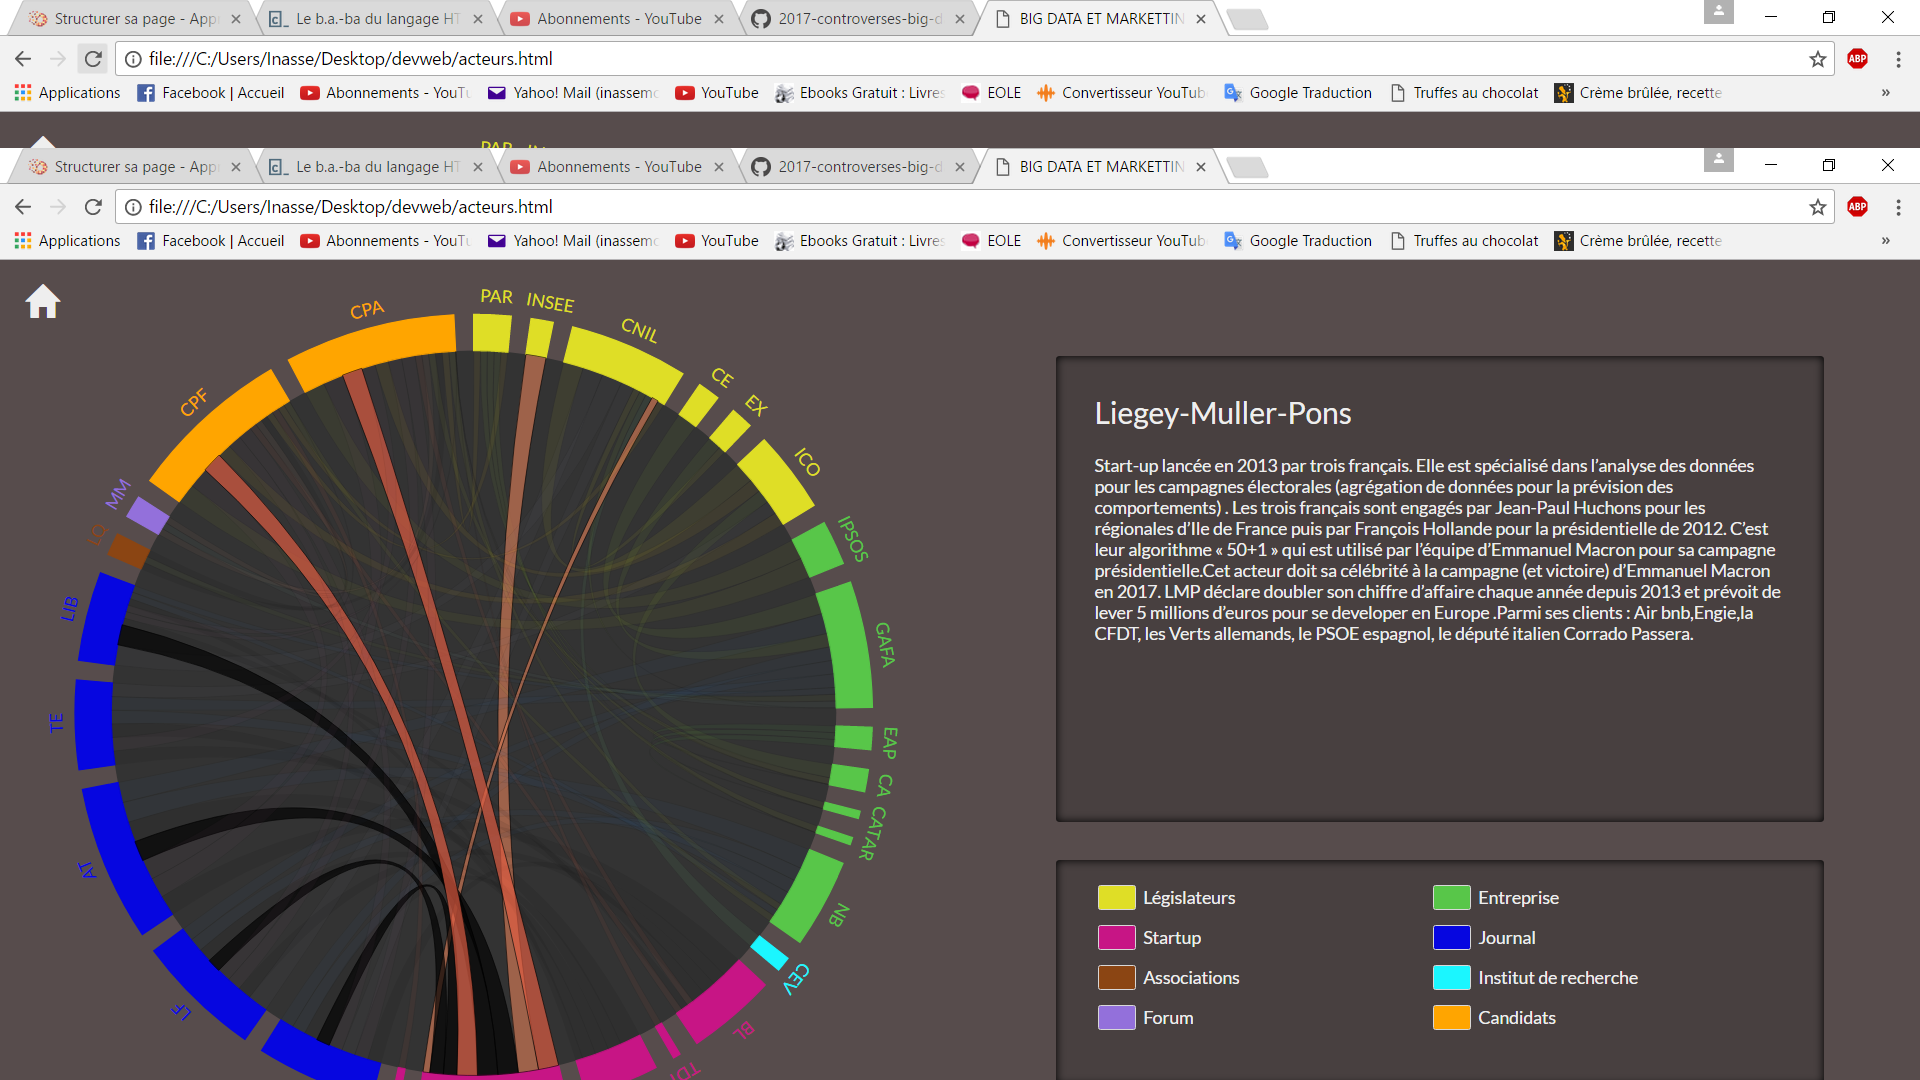 Structurer sa page - Appr
Le b.a.-ba du langage HT
Abonnements - YouTube
2017-controverses-big-d
BIG DATA ET MARKETTIN
file:///C:/Users/Inasse/Desktop/devweb/acteurs.html
ABP
Applications
Facebook | Accueil
Abonnements - YouTu
Yahoo! Mail (inassemo
YouTube
Ebooks Gratuit : Livres
EOLE
Convertisseur YouTub
Google Traduction
Truffes au chocolat
Crème brûlée, recette
»
Structurer sa page - Appr
Le b.a.-ba du langage HT
Abonnements - YouTube
2017-controverses-big-d
BIG DATA ET MARKETTIN
file:///C:/Users/Inasse/Desktop/devweb/acteurs.html
ABP
Applications
Facebook | Accueil
Abonnements - YouTu
Yahoo! Mail (inassemo
YouTube
Ebooks Gratuit : Livres
EOLE
Convertisseur YouTub
Google Traduction
Truffes au chocolat
Crème brûlée, recette
»
PAR
INSEE
CNIL
CE
EX
ICO
IPSOS
GAFA
EAP
CA
CATAR
NB
CEV
BL
LF
AT
TE
LIB
LQ
MM
CPF
CPA
Liegey-Muller-Pons
Start-up lancée en 2013 par trois français. Elle est spécialisé dans l'analyse des données
pour les campagnes électorales (agrégation de données pour la prévision des
comportements) . Les trois français sont engagés par Jean-Paul Huchons pour les
régionales d'Ile de France puis par François Hollande pour la présidentielle de 2012. C'est
leur algorithme « 50+1 » qui est utilisé par l'équipe d'Emmanuel Macron pour sa campagne
présidentielle.Cet acteur doit sa célébrité à la campagne (et victoire) d'Emmanuel Macron
en 2017. LMP déclare doubler son chiffre d'affaire chaque année depuis 2013 et prévoit de
lever 5 millions d'euros pour se developer en Europe .Parmi ses clients : Air bnb,Engie,la
CFDT, les Verts allemands, le PSOE espagnol, le député italien Corrado Passera.
Législateurs
Entreprise
Startup
Journal
Associations
Institut de recherche
Forum
Candidats